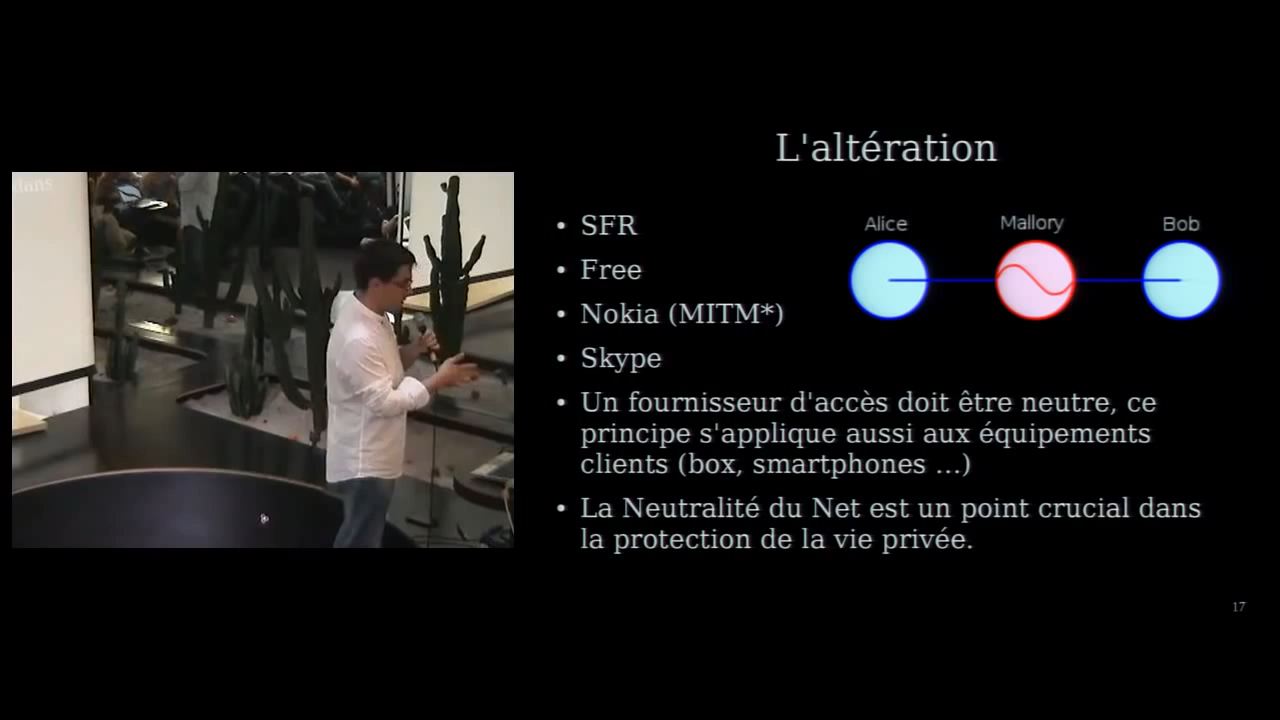 dans
L'altération
• SFR
• Free
• Nokia (MITM*)
• Skype
Alice
Mallory
Bob
• Un fournisseur d'accès doit être neutre, ce
principe s'applique aussi aux équipements
clients (box, smartphones ...)
• La Neutralité du Net est un point crucial dans
la protection de la vie privée.
17